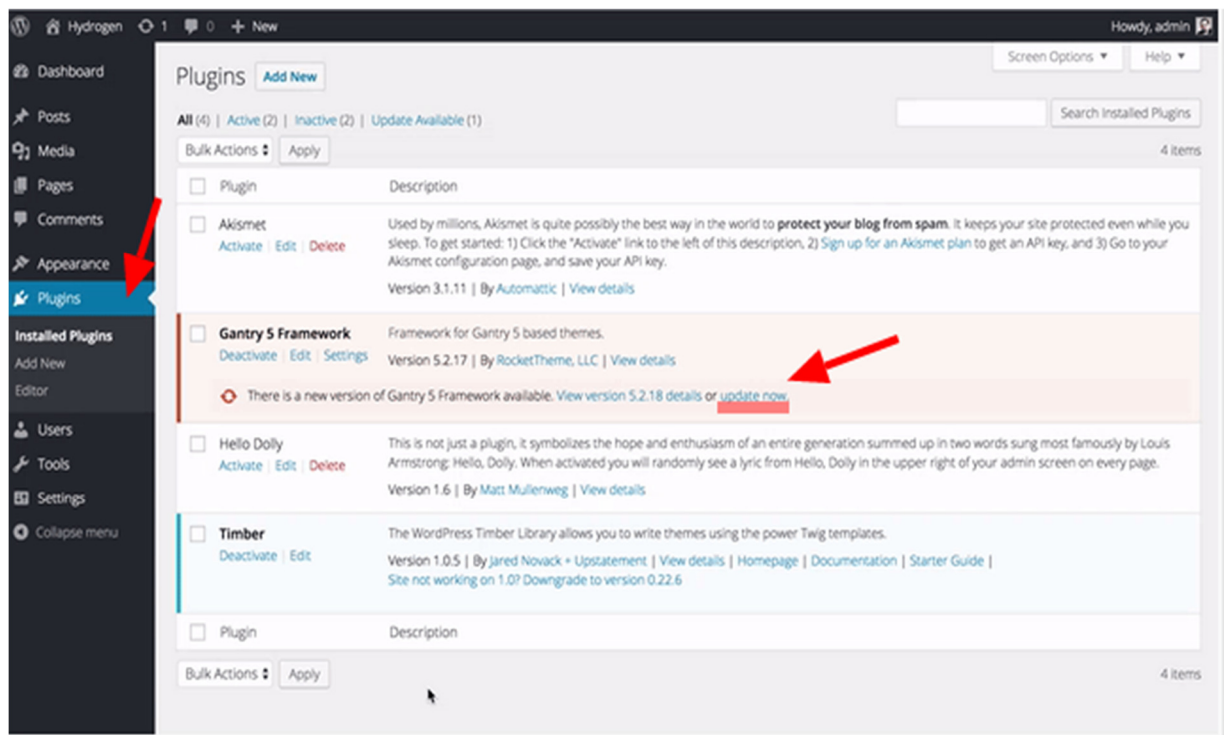 Hydrogen 1 0 + New Howdy, admin
Screen Options ▼ Help ▼
Dashboard
Posts
Media
Pages
Comments
Appearance
Plugins
Installed Plugins
Add New
Editor
Users
Tools
Settings
Collapse menu
Plugins Add New
All (4) | Active (2) | Inactive (2) | Update Available (1)
Search Installed Plugins
Bulk Actions Apply
4 items
Plugin Description
Akismet
Activate | Edit | Delete
Used by millions, Akismet is quite possibly the best way in the world to protect your blog from spam. It keeps your site protected even while you
sleep. To get started: 1) Click the "Activate" link to the left of this description, 2) Sign up for an Akismet plan to get an API key, and 3) Go to your
Akismet configuration page, and save your API key.
Version 3.1.11 | By Automattic | View details
Gantry 5 Framework
Deactivate | Edit | Settings
Framework for Gantry 5 based themes.
Version 5.2.17 | By RocketTheme, LLC | View details
There is a new version of Gantry 5 Framework available. View version 5.2.18 details or update now.
Hello Dolly
Activate | Edit | Delete
This is not just a plugin, it symbolizes the hope and enthusiasm of an entire generation summed up in two words sung most famously by Louis
Armstrong: Hello, Dolly. When activated you will randomly see a lyric from Hello, Dolly in the upper right of your admin screen on every page.
Version 1.6 | By Matt Mullenweg | View details
Timber
Deactivate | Edit
The WordPress Timber Library allows you to write themes using the power Twig templates.
Version 1.0.5 | By Jared Novack + Upstatement | View details | Homepage | Documentation | Starter Guide |
Site not working on 1.0? Downgrade to version 0.22.6
Plugin Description
Bulk Actions Apply
4 items